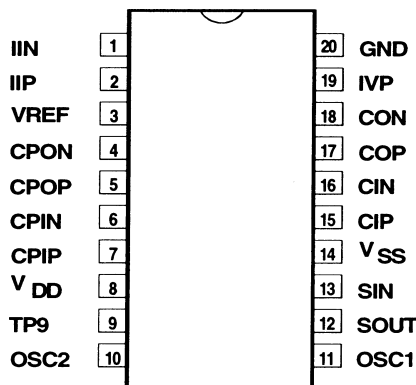 IIN 1 20 GND
IIP 2 19 IVP
VREF 3 18 CON
CPON 4 17 COP
CPOP 5 16 CIN
CPIN 6 15 CIP
CPIP 7 14 VSS
VDD 8 13 SIN
TP9 9 12 SOUT
OSC2 10 11 OSC1